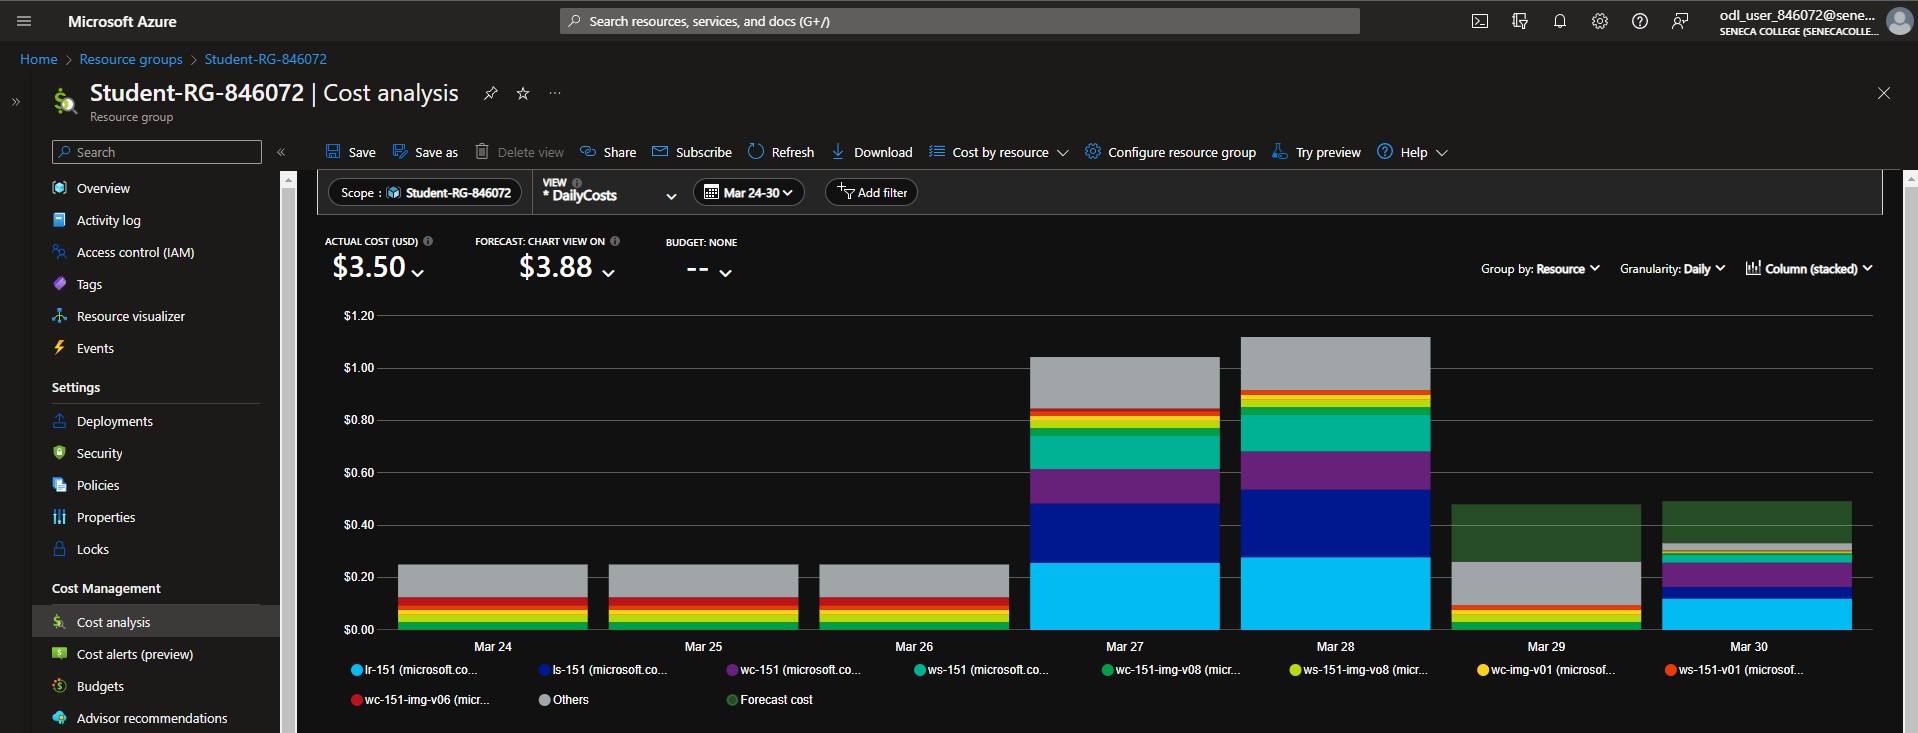 Microsoft Azure
Search resources, services, and docs (G+/)
odl_user_846072@sene...
SENECA COLLEGE (SENECACOLLE...
Home > Resource groups > Student-RG-846072
Student-RG-846072 | Cost analysis
Resource group
Search
Save Save as Delete view Share Subscribe Refresh Download Cost by resource Configure resource group Try preview Help
Overview
Activity log
Access control (IAM)
Tags
Resource visualizer
Events
Settings
Deployments
Security
Policies
Properties
Locks
Cost Management
Cost analysis
Cost alerts (preview)
Budgets
Advisor recommendations
Scope : Student-RG-846072
VIEW
* DailyCosts
Mar 24-30
Add filter
ACTUAL COST (USD)
$3.50
FORECAST: CHART VIEW ON
$3.88
BUDGET: NONE
--
Group by: Resource Granularity: Daily Column (stacked)
$1.20
$1.00
$0.80
$0.60
$0.40
$0.20
$0.00
Mar 24 Mar 25 Mar 26 Mar 27 Mar 28 Mar 29 Mar 30
lr-151 (microsoft.co... ls-151 (microsoft.co... wc-151 (microsoft.co... ws-151 (microsoft.co... wc-151-img-v08 (micr... ws-151-img-vo8 (micr... wc-img-v01 (microsof... ws-151-v01 (microsof...
wc-151-img-v06 (micr... Others Forecast cost